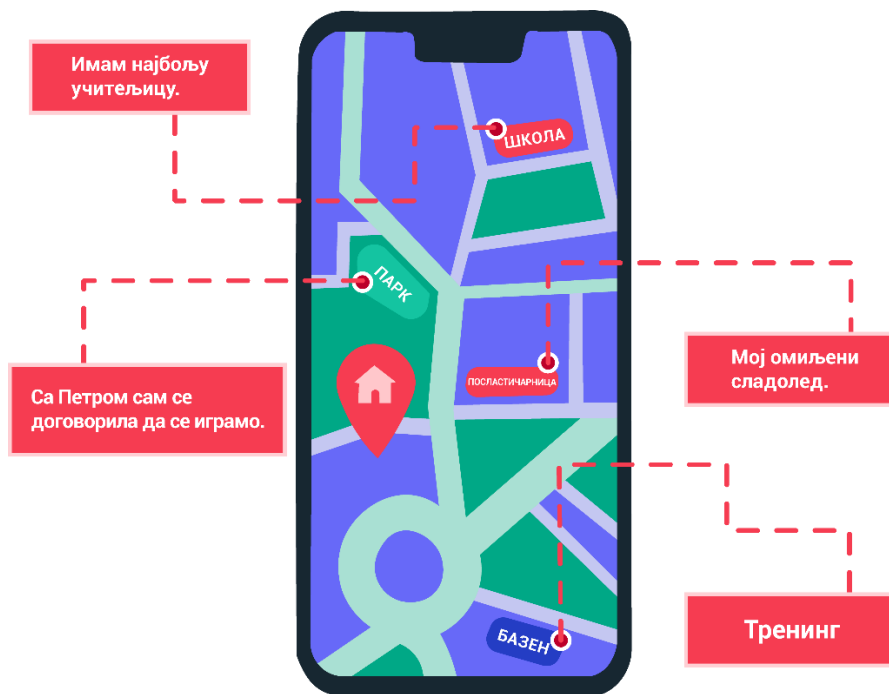 Имам најбољу
учитељицу.
ШКОЛА
ПАРК
Са Петром сам се
договорила да се играмо.
ПОСЛАСТИЧАРНИЦА
Мој омиљени
сладолед.
БАЗЕН
Тренинг